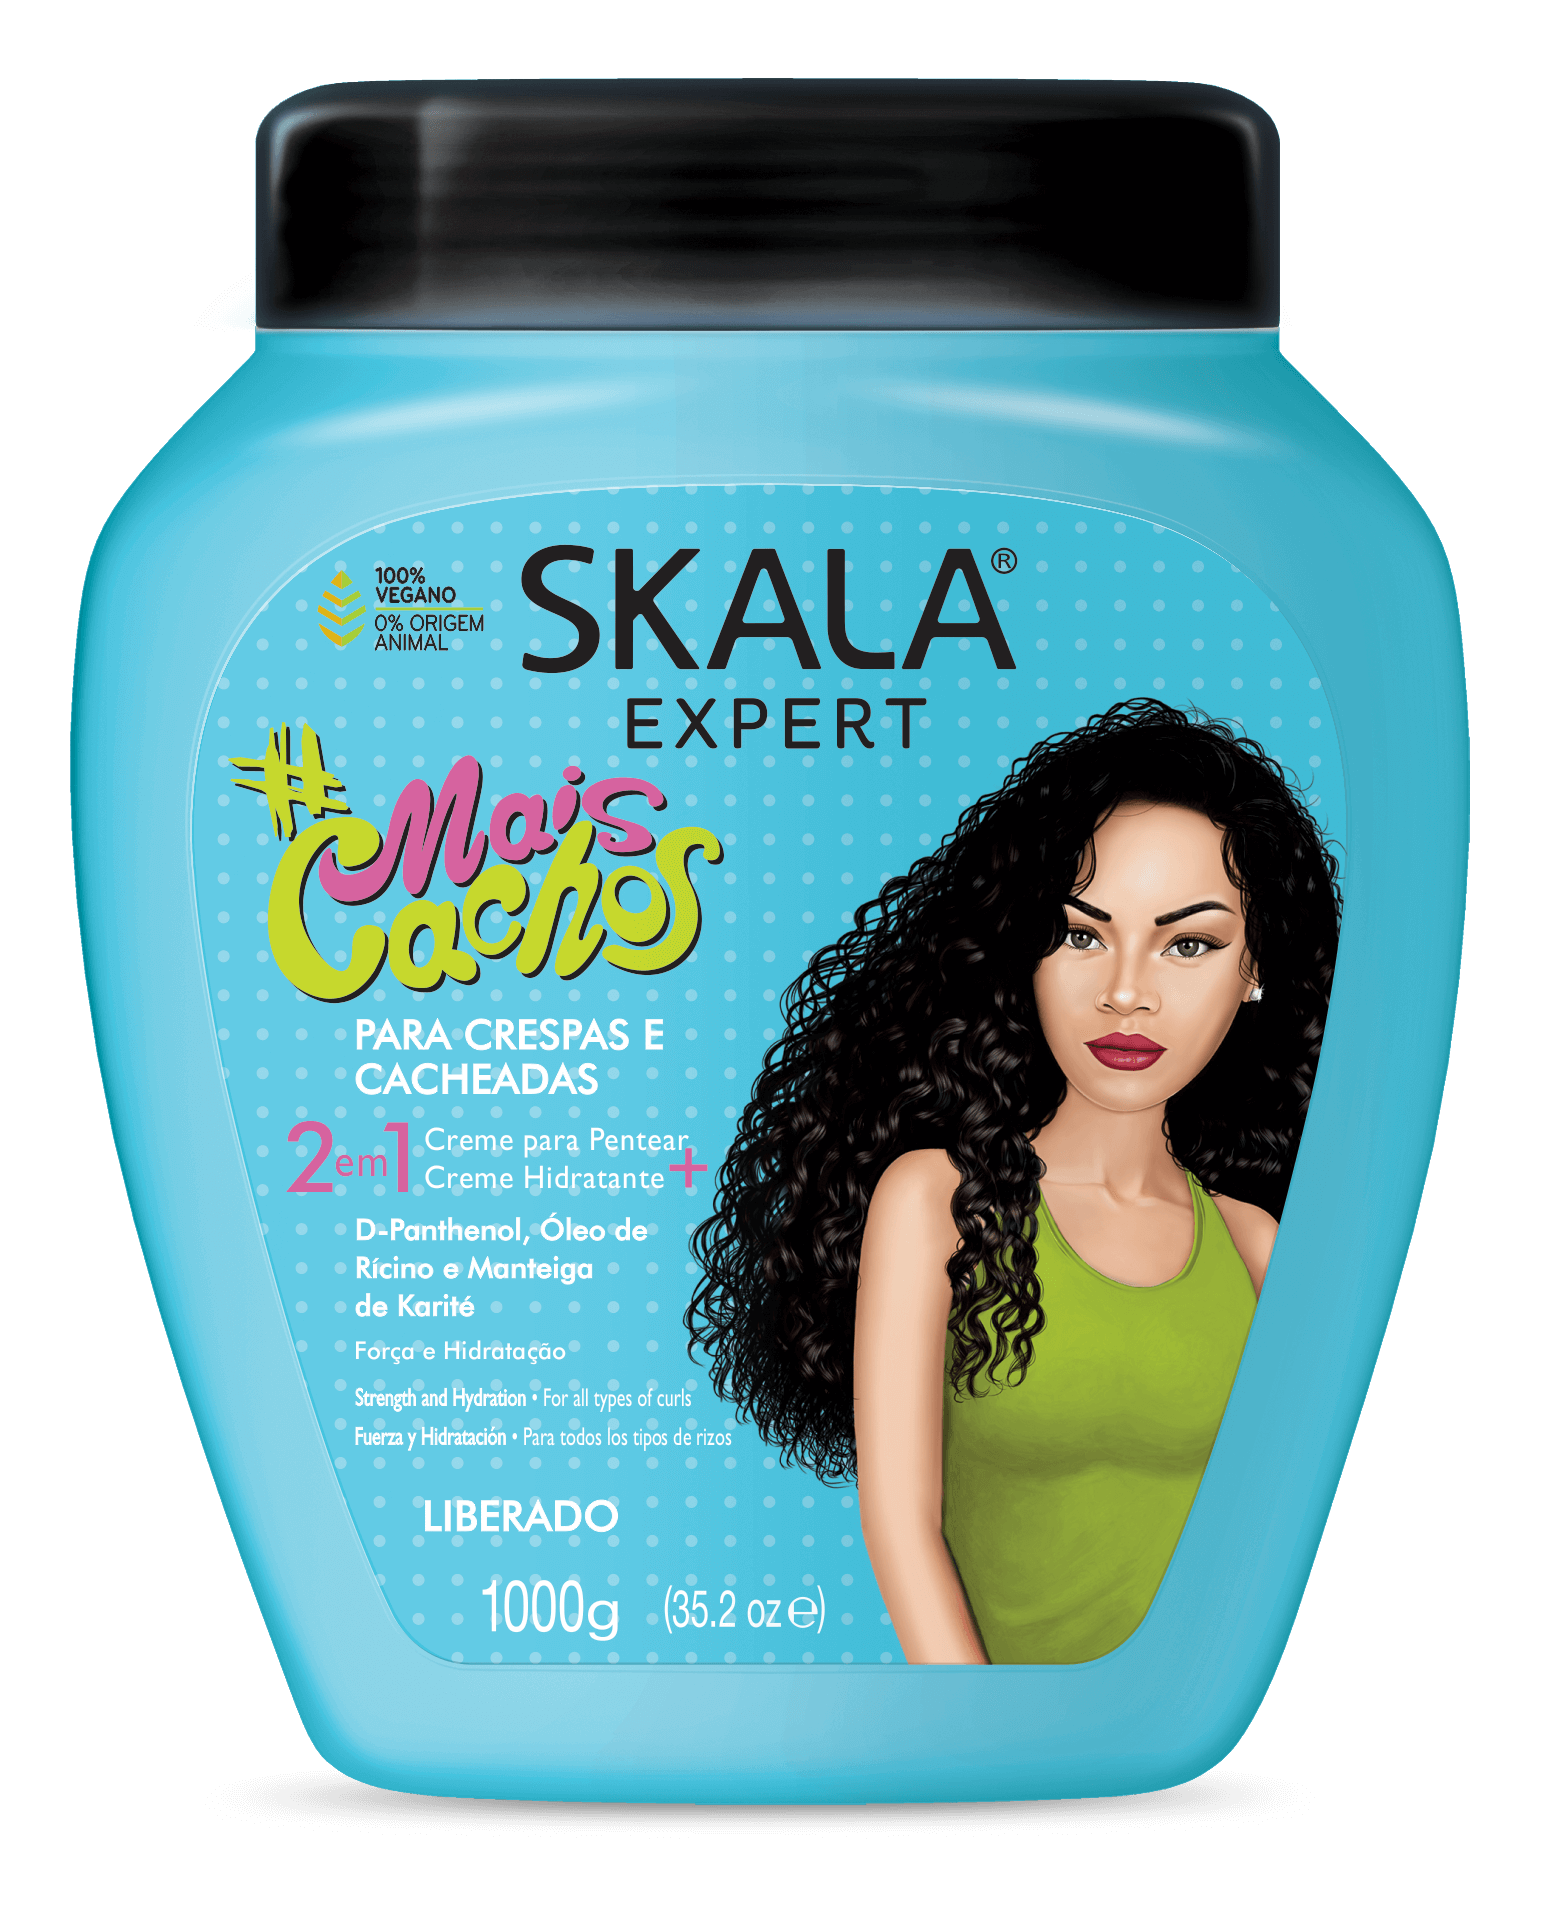 100%
VEGANO
0% ORIGEM
ANIMAL
SKALA®
EXPERT
#Mais
Cachos
PARA CRESPAS E
CACHEADAS
2em1 Creme para Pentear
Creme Hidratante +
D-Panthenol, Óleo de
Rícino e Manteiga
de Karité
Força e Hidratação
Strength and Hydration • For all types of curls
Fuerza y Hidratación • Para todos los tipos de rizos
LIBERADO
1000g (35.2 oz ℮)